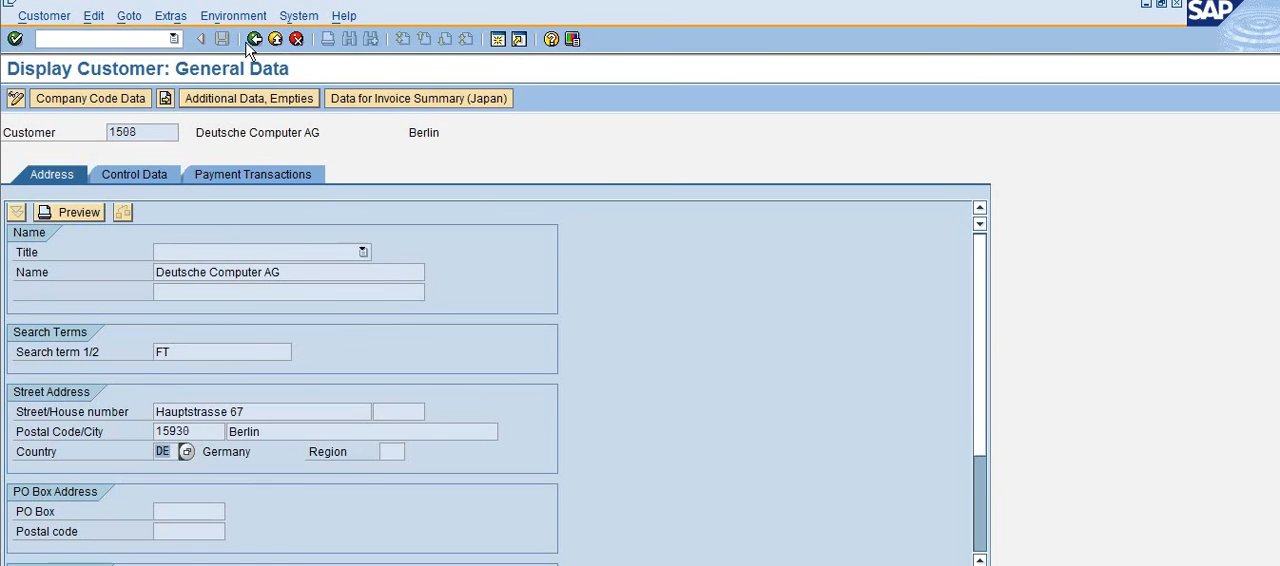 Customer Edit Goto Extras Environment System Help
SAP
Display Customer: General Data
Company Code Data Additional Data, Empties Data for Invoice Summary (Japan)
Customer 1508 Deutsche Computer AG Berlin
Address Control Data Payment Transactions
Preview
Name
Title
Name Deutsche Computer AG
Search Terms
Search term 1/2 FT
Street Address
Street/House number Hauptstrasse 67
Postal Code/City 15930 Berlin
Country DE Germany Region
PO Box Address
PO Box
Postal code